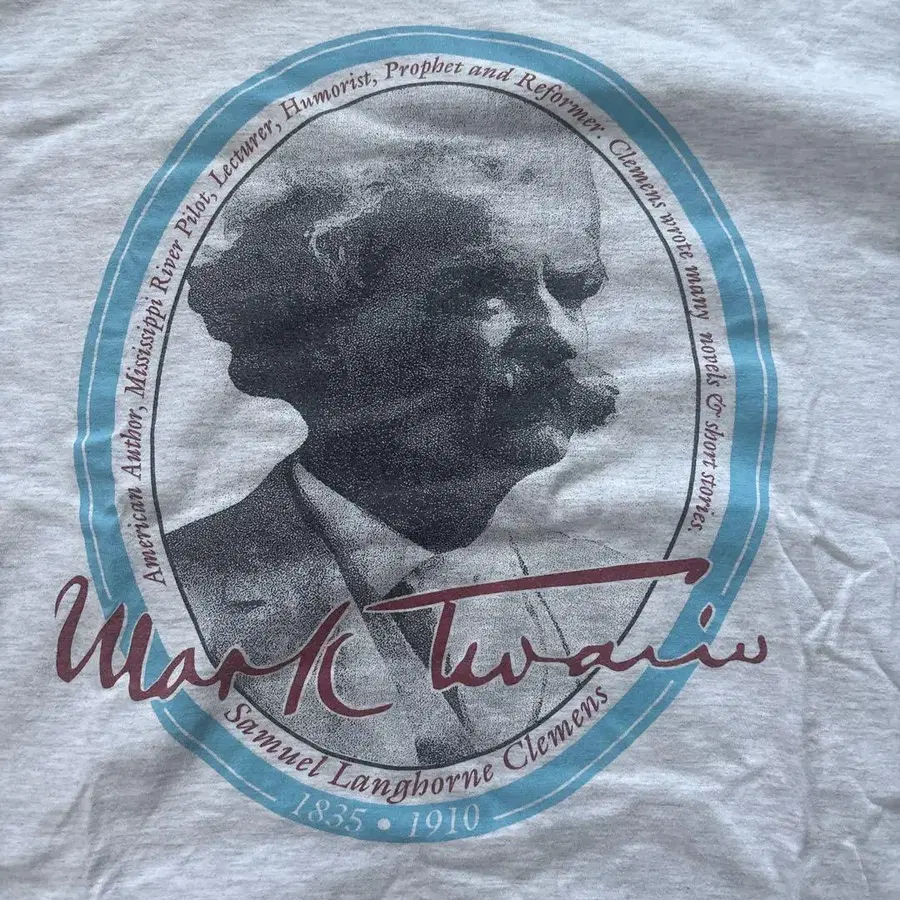 American Author, Mississippi River Pilot, Lecturer, Humorist, Prophet and Reformer. Clemens wrote many novels & short stories.
Mark Twain
Samuel Langhorne Clemens
1835 • 1910